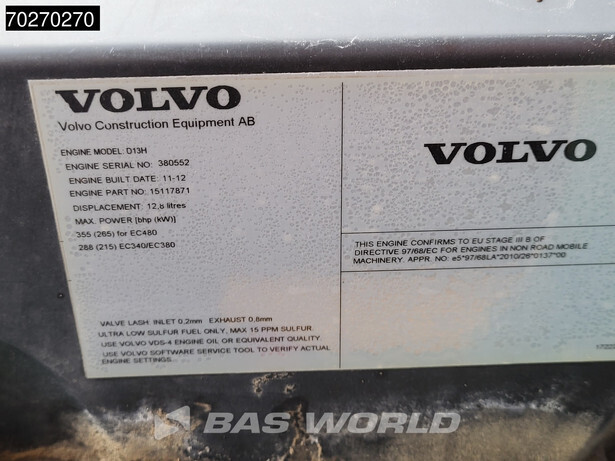 70270270
VOLVO
Volvo Construction Equipment AB
ENGINE MODEL: D13H
ENGINE SERIAL NO: 380552
ENGINE BUILT DATE: 11-12
ENGINE PART NO: 15117871
DISPLACEMENT: 12,8 litres
MAX. POWER [bhp (kW)]
355 (265) for EC480
288 (215) EC340/EC380
VALVE LASH: INLET 0,2mm EXHAUST 0,8mm
ULTRA LOW SULFUR FUEL ONLY, MAX 15 PPM SULFUR.
USE VOLVO VDS-4 ENGINE OIL OR EQUIVALENT QUALITY.
USE VOLVO SOFTWARE SERVICE TOOL TO VERIFY ACTUAL
ENGINE SETTINGS.
VOLVO
THIS ENGINE CONFIRMS TO EU STAGE III B OF
DIRECTIVE 97/68/EC FOR ENGINES IN NON ROAD MOBILE
MACHINERY. APPR. NO: e5*97/68LA*2010/26*0137*00
BAS WORLD